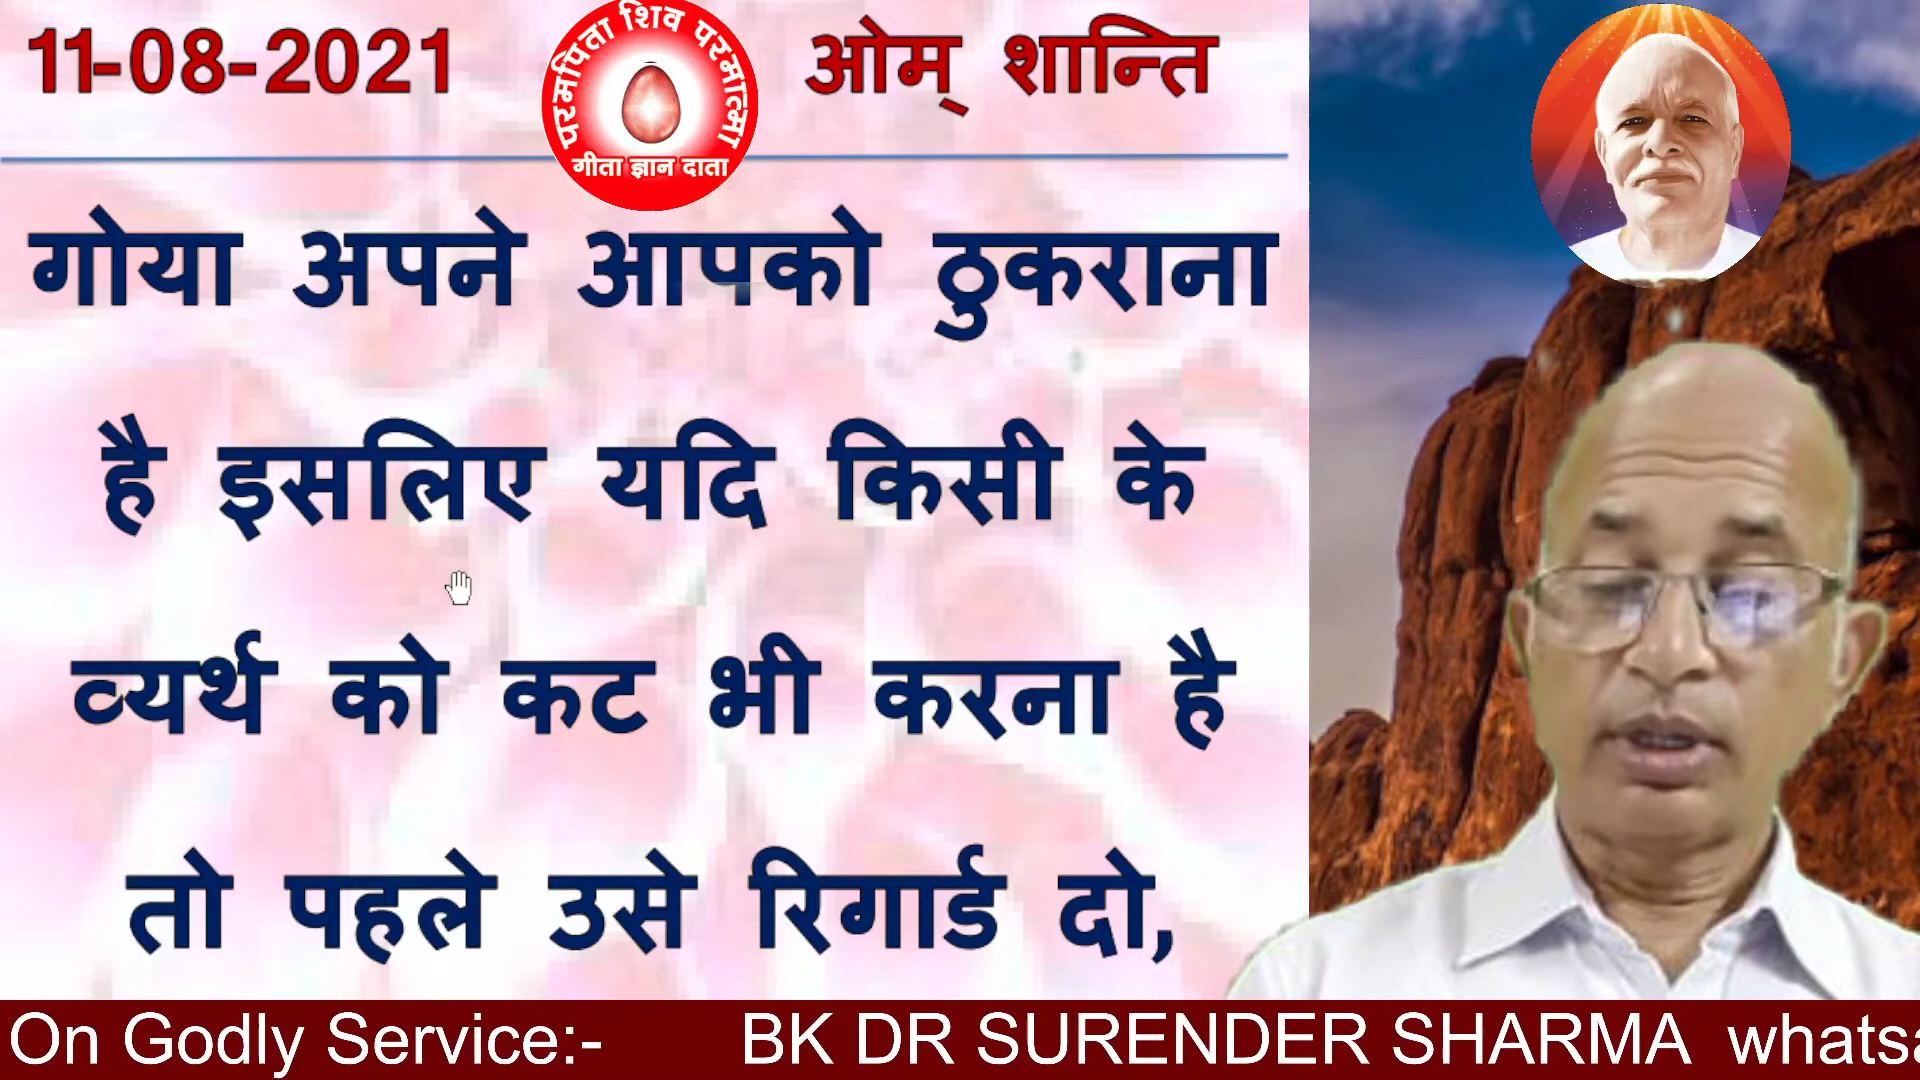 11-08-2021
परमपिता शिव परमात्मा
गीता ज्ञान दाता
ओम् शान्ति
गोया अपने आपको ठुकराना
है इसलिए यदि किसी के
व्यर्थ को कट भी करना है
तो पहले उसे रिगार्ड दो,
On Godly Service:- BK DR SURENDER SHARMA whatsa